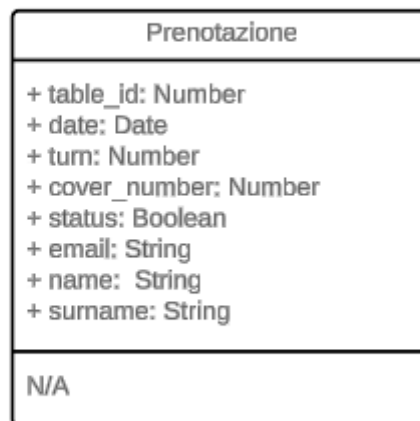 Prenotazione
+ table_id: Number
+ date: Date
+ turn: Number
+ cover_number: Number
+ status: Boolean
+ email: String
+ name: String
+ surname: String
N/A